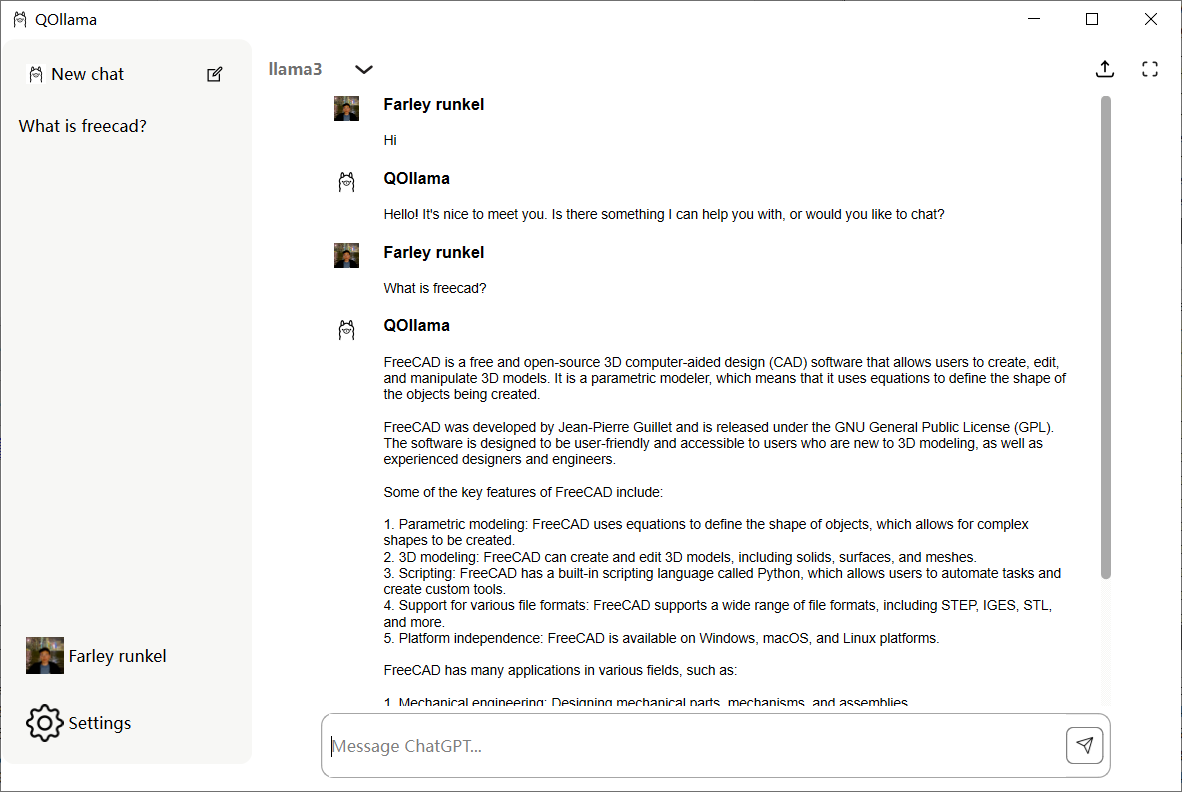 QOllama
New chat
What is freecad?
Farley runkel
Settings
llama3
Farley runkel
Hi
QOllama
Hello! It's nice to meet you. Is there something I can help you with, or would you like to chat?
Farley runkel
What is freecad?
QOllama
FreeCAD is a free and open-source 3D computer-aided design (CAD) software that allows users to create, edit,
and manipulate 3D models. It is a parametric modeler, which means that it uses equations to define the shape of
the objects being created.
FreeCAD was developed by Jean-Pierre Guillet and is released under the GNU General Public License (GPL).
The software is designed to be user-friendly and accessible to users who are new to 3D modeling, as well as
experienced designers and engineers.
Some of the key features of FreeCAD include:
1. Parametric modeling: FreeCAD uses equations to define the shape of objects, which allows for complex
shapes to be created.
2. 3D modeling: FreeCAD can create and edit 3D models, including solids, surfaces, and meshes.
3. Scripting: FreeCAD has a built-in scripting language called Python, which allows users to automate tasks and
create custom tools.
4. Support for various file formats: FreeCAD supports a wide range of file formats, including STEP, IGES, STL,
and more.
5. Platform independence: FreeCAD is available on Windows, macOS, and Linux platforms.
FreeCAD has many applications in various fields, such as:
1. Mechanical engineering: Designing mechanical parts, mechanisms, and assemblies.
Message ChatGPT...